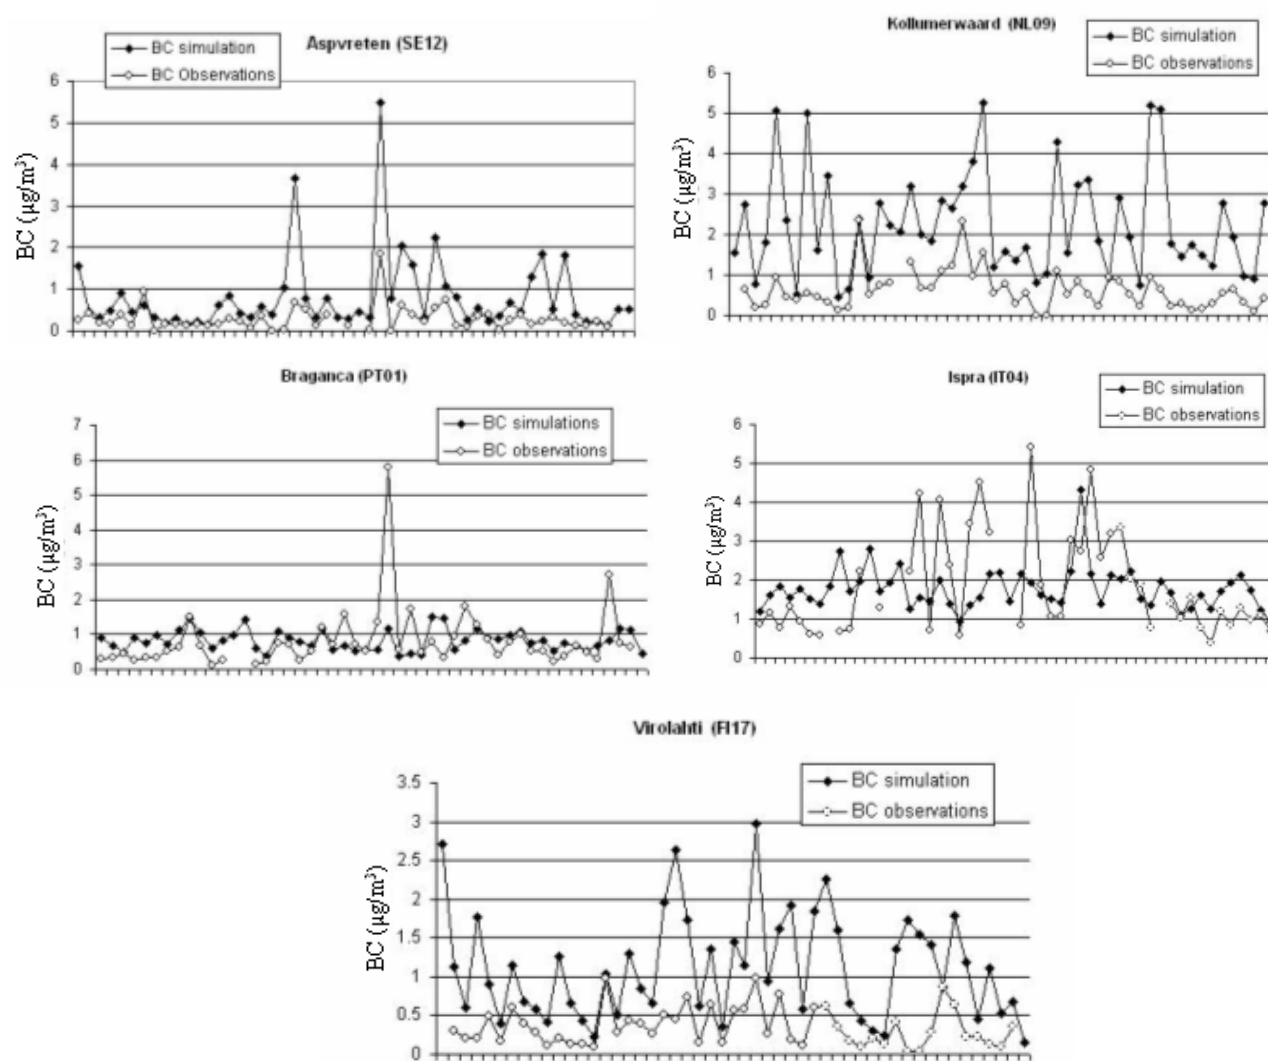 Aspvreten (SE12)
BC simulation
BC Observations
BC (µg/m³)
6
5
4
3
2
1
0
Kollumerwaard (NL09)
BC simulation
BC observations
BC (µg/m³)
6
5
4
3
2
1
0
Braganca (PT01)
BC simulations
BC observations
BC (µg/m³)
7
6
5
4
3
2
1
0
Ispra (IT04)
BC simulation
BC observations
BC (µg/m³)
6
5
4
3
2
1
0
Virolahti (FI17)
BC simulation
BC observations
BC (µg/m³)
3.5
3
2.5
2
1.5
1
0.5
0